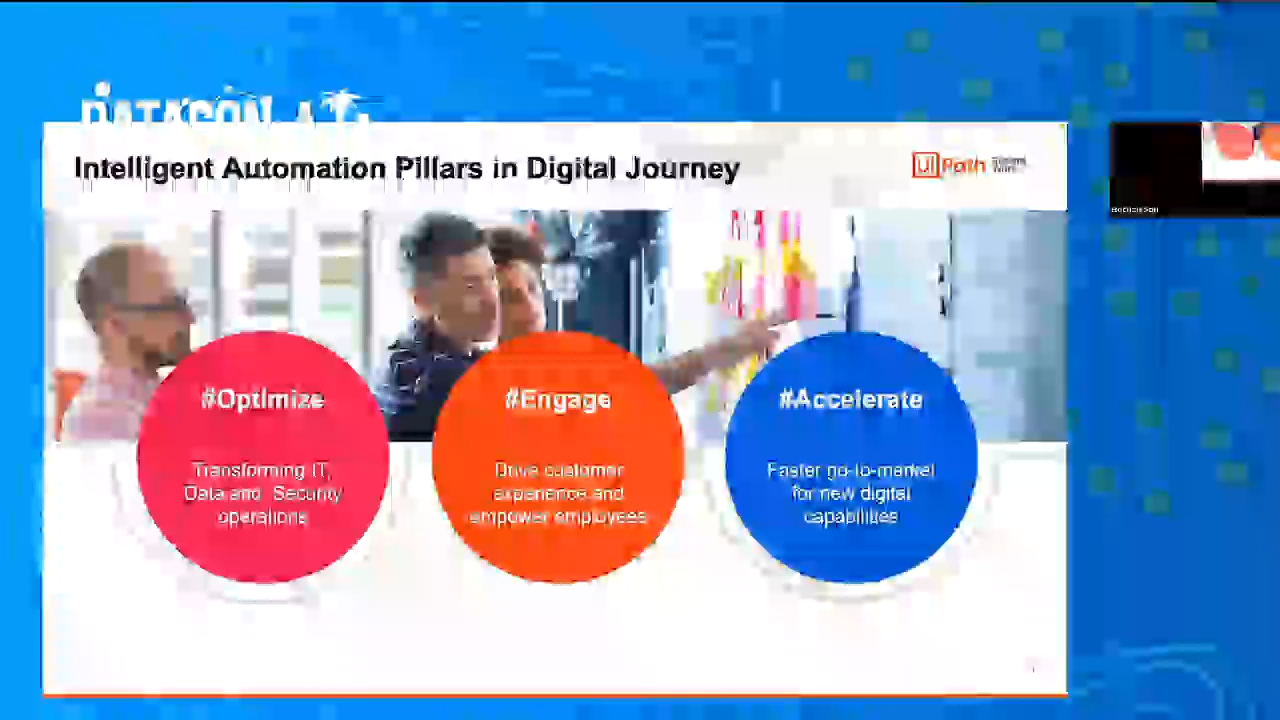 DATACON LA
Intelligent Automation Pillars in Digital Journey
UiPath
#Optimize
Transforming IT,
Data and Security
operations
#Engage
Drive customer
experience and
empower employees
#Accelerate
Faster go-to-market
for new digital
capabilities